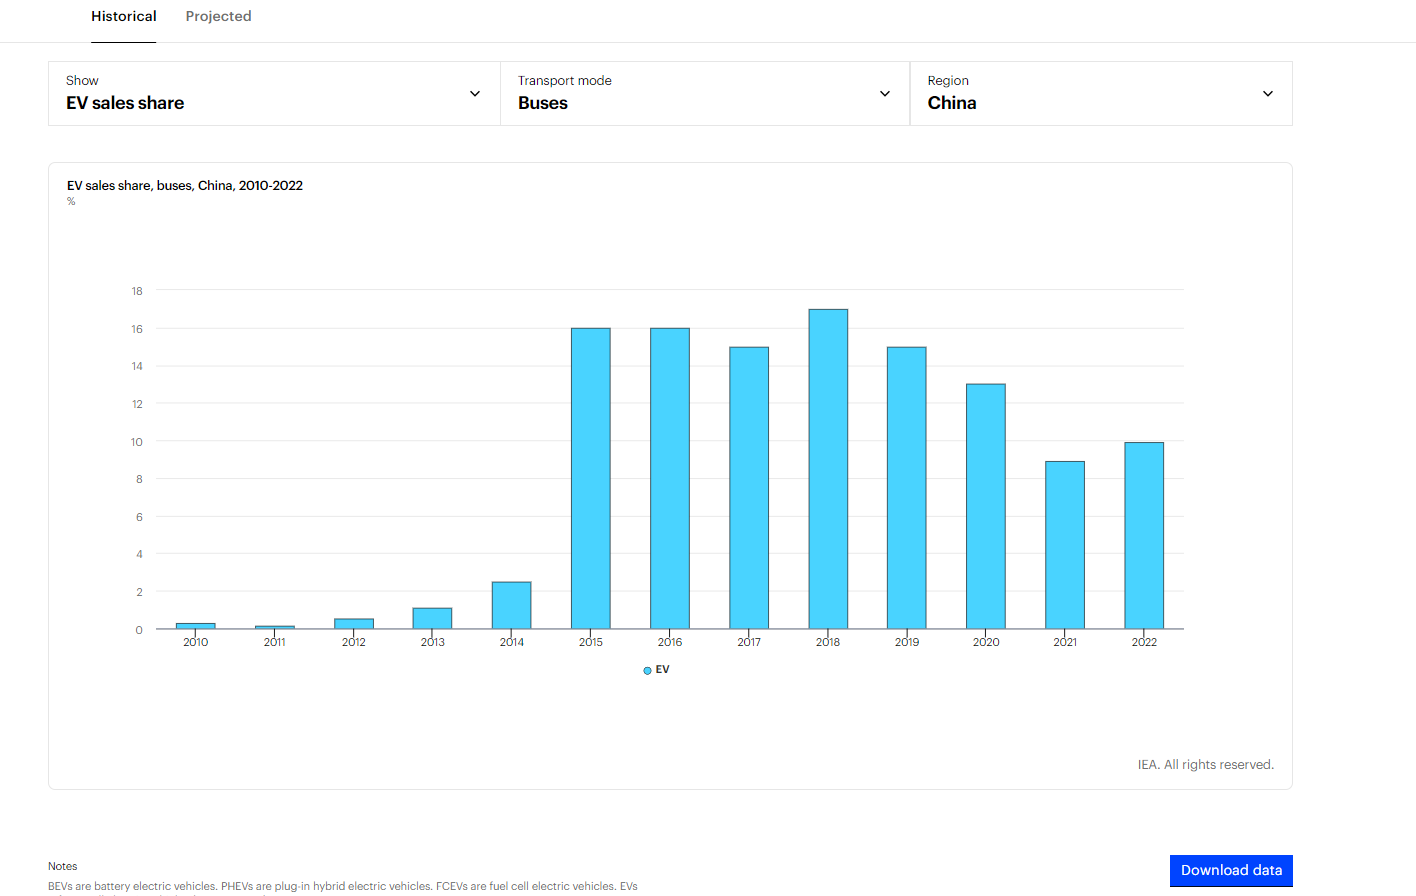 Historical Projected
Show Transport mode Region
EV sales share Buses China
EV sales share, buses, China, 2010-2022
%
18
16
14
12
10
8
6
4
2
0
2010 2011 2012 2013 2014 2015 2016 2017 2018 2019 2020 2021 2022
EV
IEA. All rights reserved.
Notes
Download data
BEVs are battery electric vehicles. PHEVs are plug-in hybrid electric vehicles. FCEVs are fuel cell electric vehicles. EVs